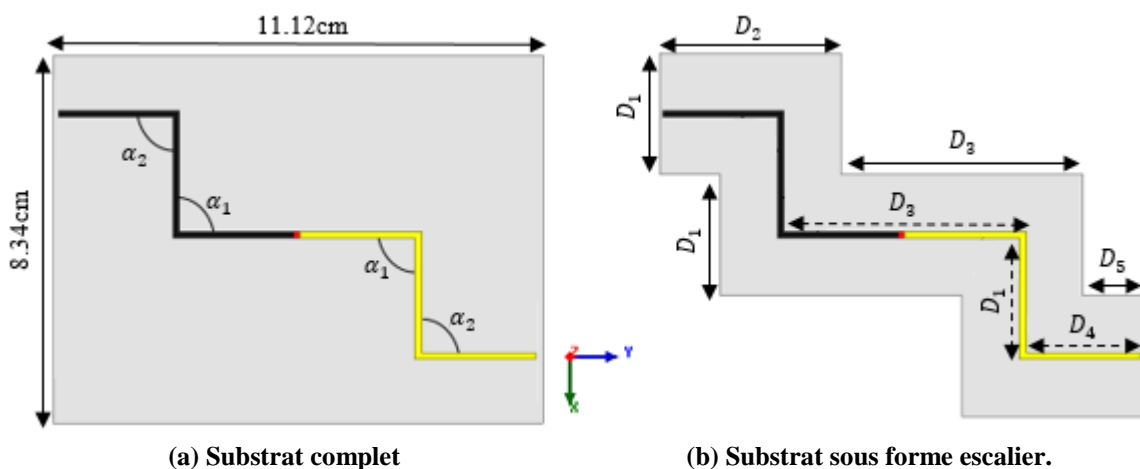 11.12cm
8.34cm
α₂
α₁
α₁
α₂
Z
Y
X
(a) Substrat complet
D₂
D₁
D₃
D₃
D₁
D₅
D₁
D₄
(b) Substrat sous forme escalier.